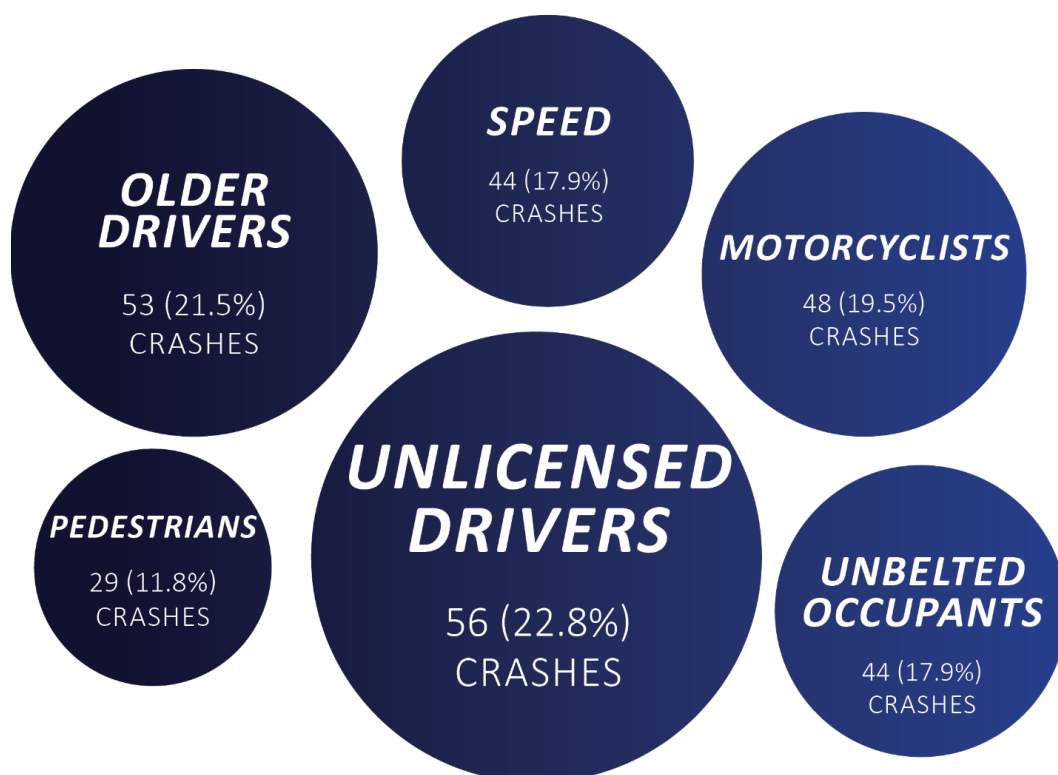 OLDER
DRIVERS
53 (21.5%)
CRASHES
SPEED
44 (17.9%)
CRASHES
MOTORCYCLISTS
48 (19.5%)
CRASHES
PEDESTRIANS
29 (11.8%)
CRASHES
UNLICENSED
DRIVERS
56 (22.8%)
CRASHES
UNBELTED
OCCUPANTS
44 (17.9%)
CRASHES